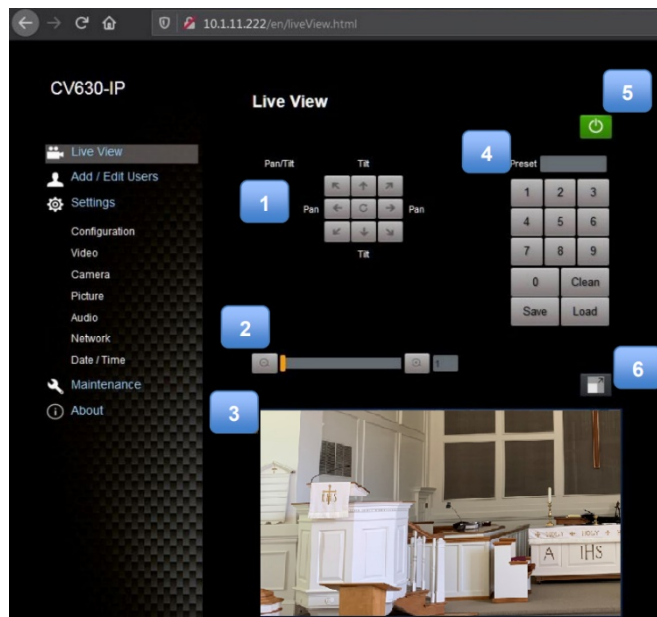 10.1.11.222/en/liveView.html
CV630-IP
Live View
5
Live View
Add / Edit Users
Settings
Configuration
Video
Camera
Picture
Audio
Network
Date / Time
Maintenance
About
Pan/Tilt
Tilt
1
Pan
Pan
Tilt
4
Preset
1 2 3
4 5 6
7 8 9
0 Clean
Save Load
2
1
6
3
IHS
A IHS